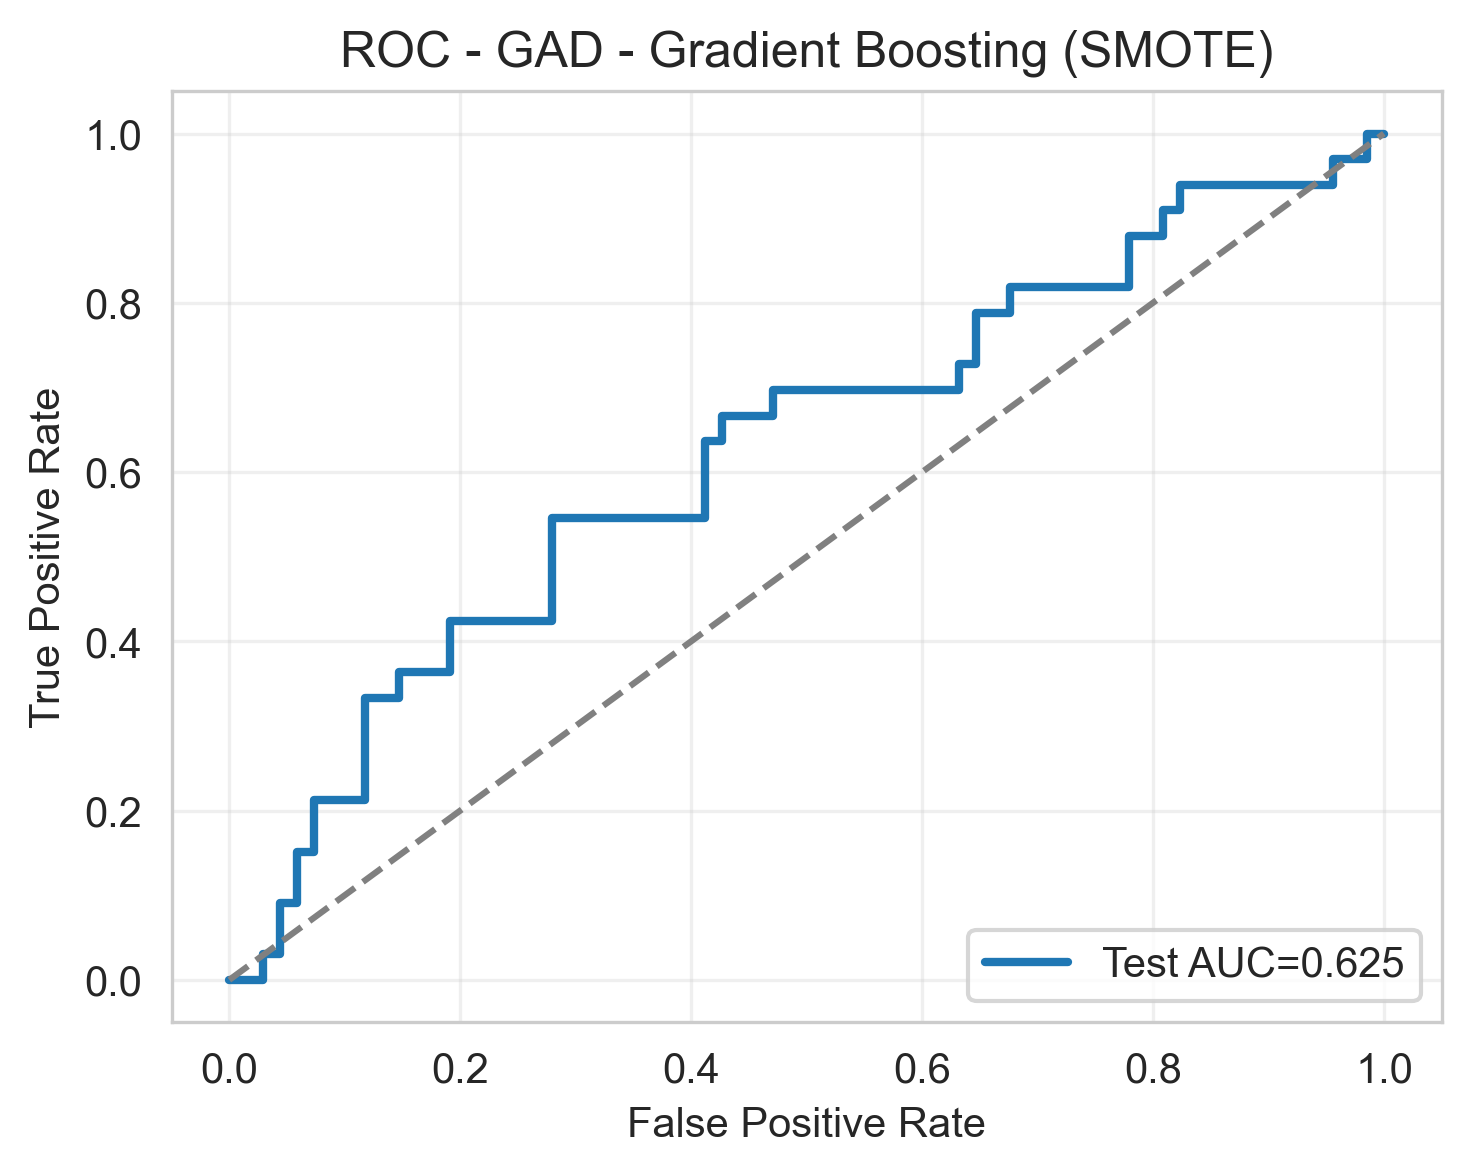 ROC - GAD - Gradient Boosting (SMOTE)
True Positive Rate
1.0
0.8
0.6
0.4
0.2
0.0
Test AUC=0.625
0.0 0.2 0.4 0.6 0.8 1.0
False Positive Rate